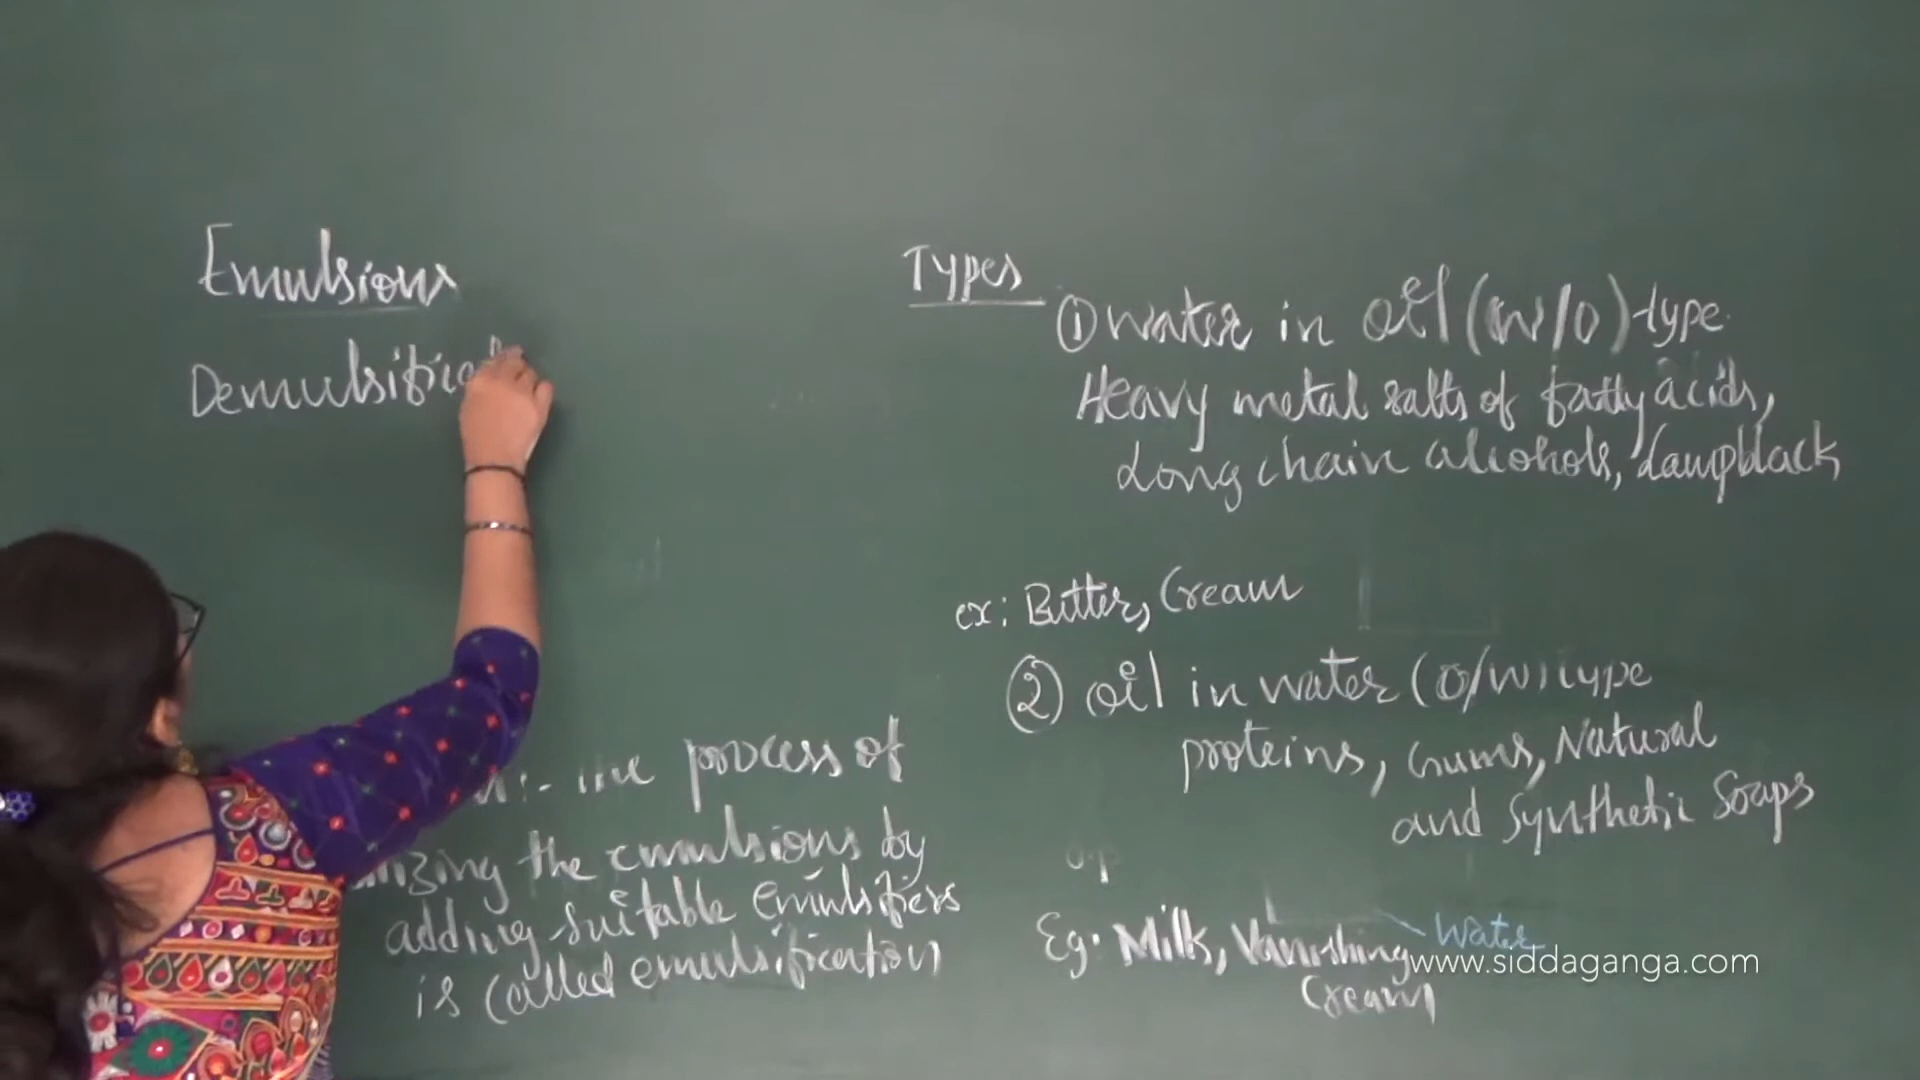 Emulsions
Demulsificat
the process of
izing the emulsions by
adding suitable emulsifiers
is called emulsification
Types
① water in oil (w/o) type
Heavy metal salts of fatty acids,
Long chain alcohols, Lampblack
ex: Butter, Cream
② oil in water (o/w) type
proteins, Gums, Natural
and Synthetic Soaps
Eg: Milk, Vanishing
Cream
Water
www.siddaganga.com